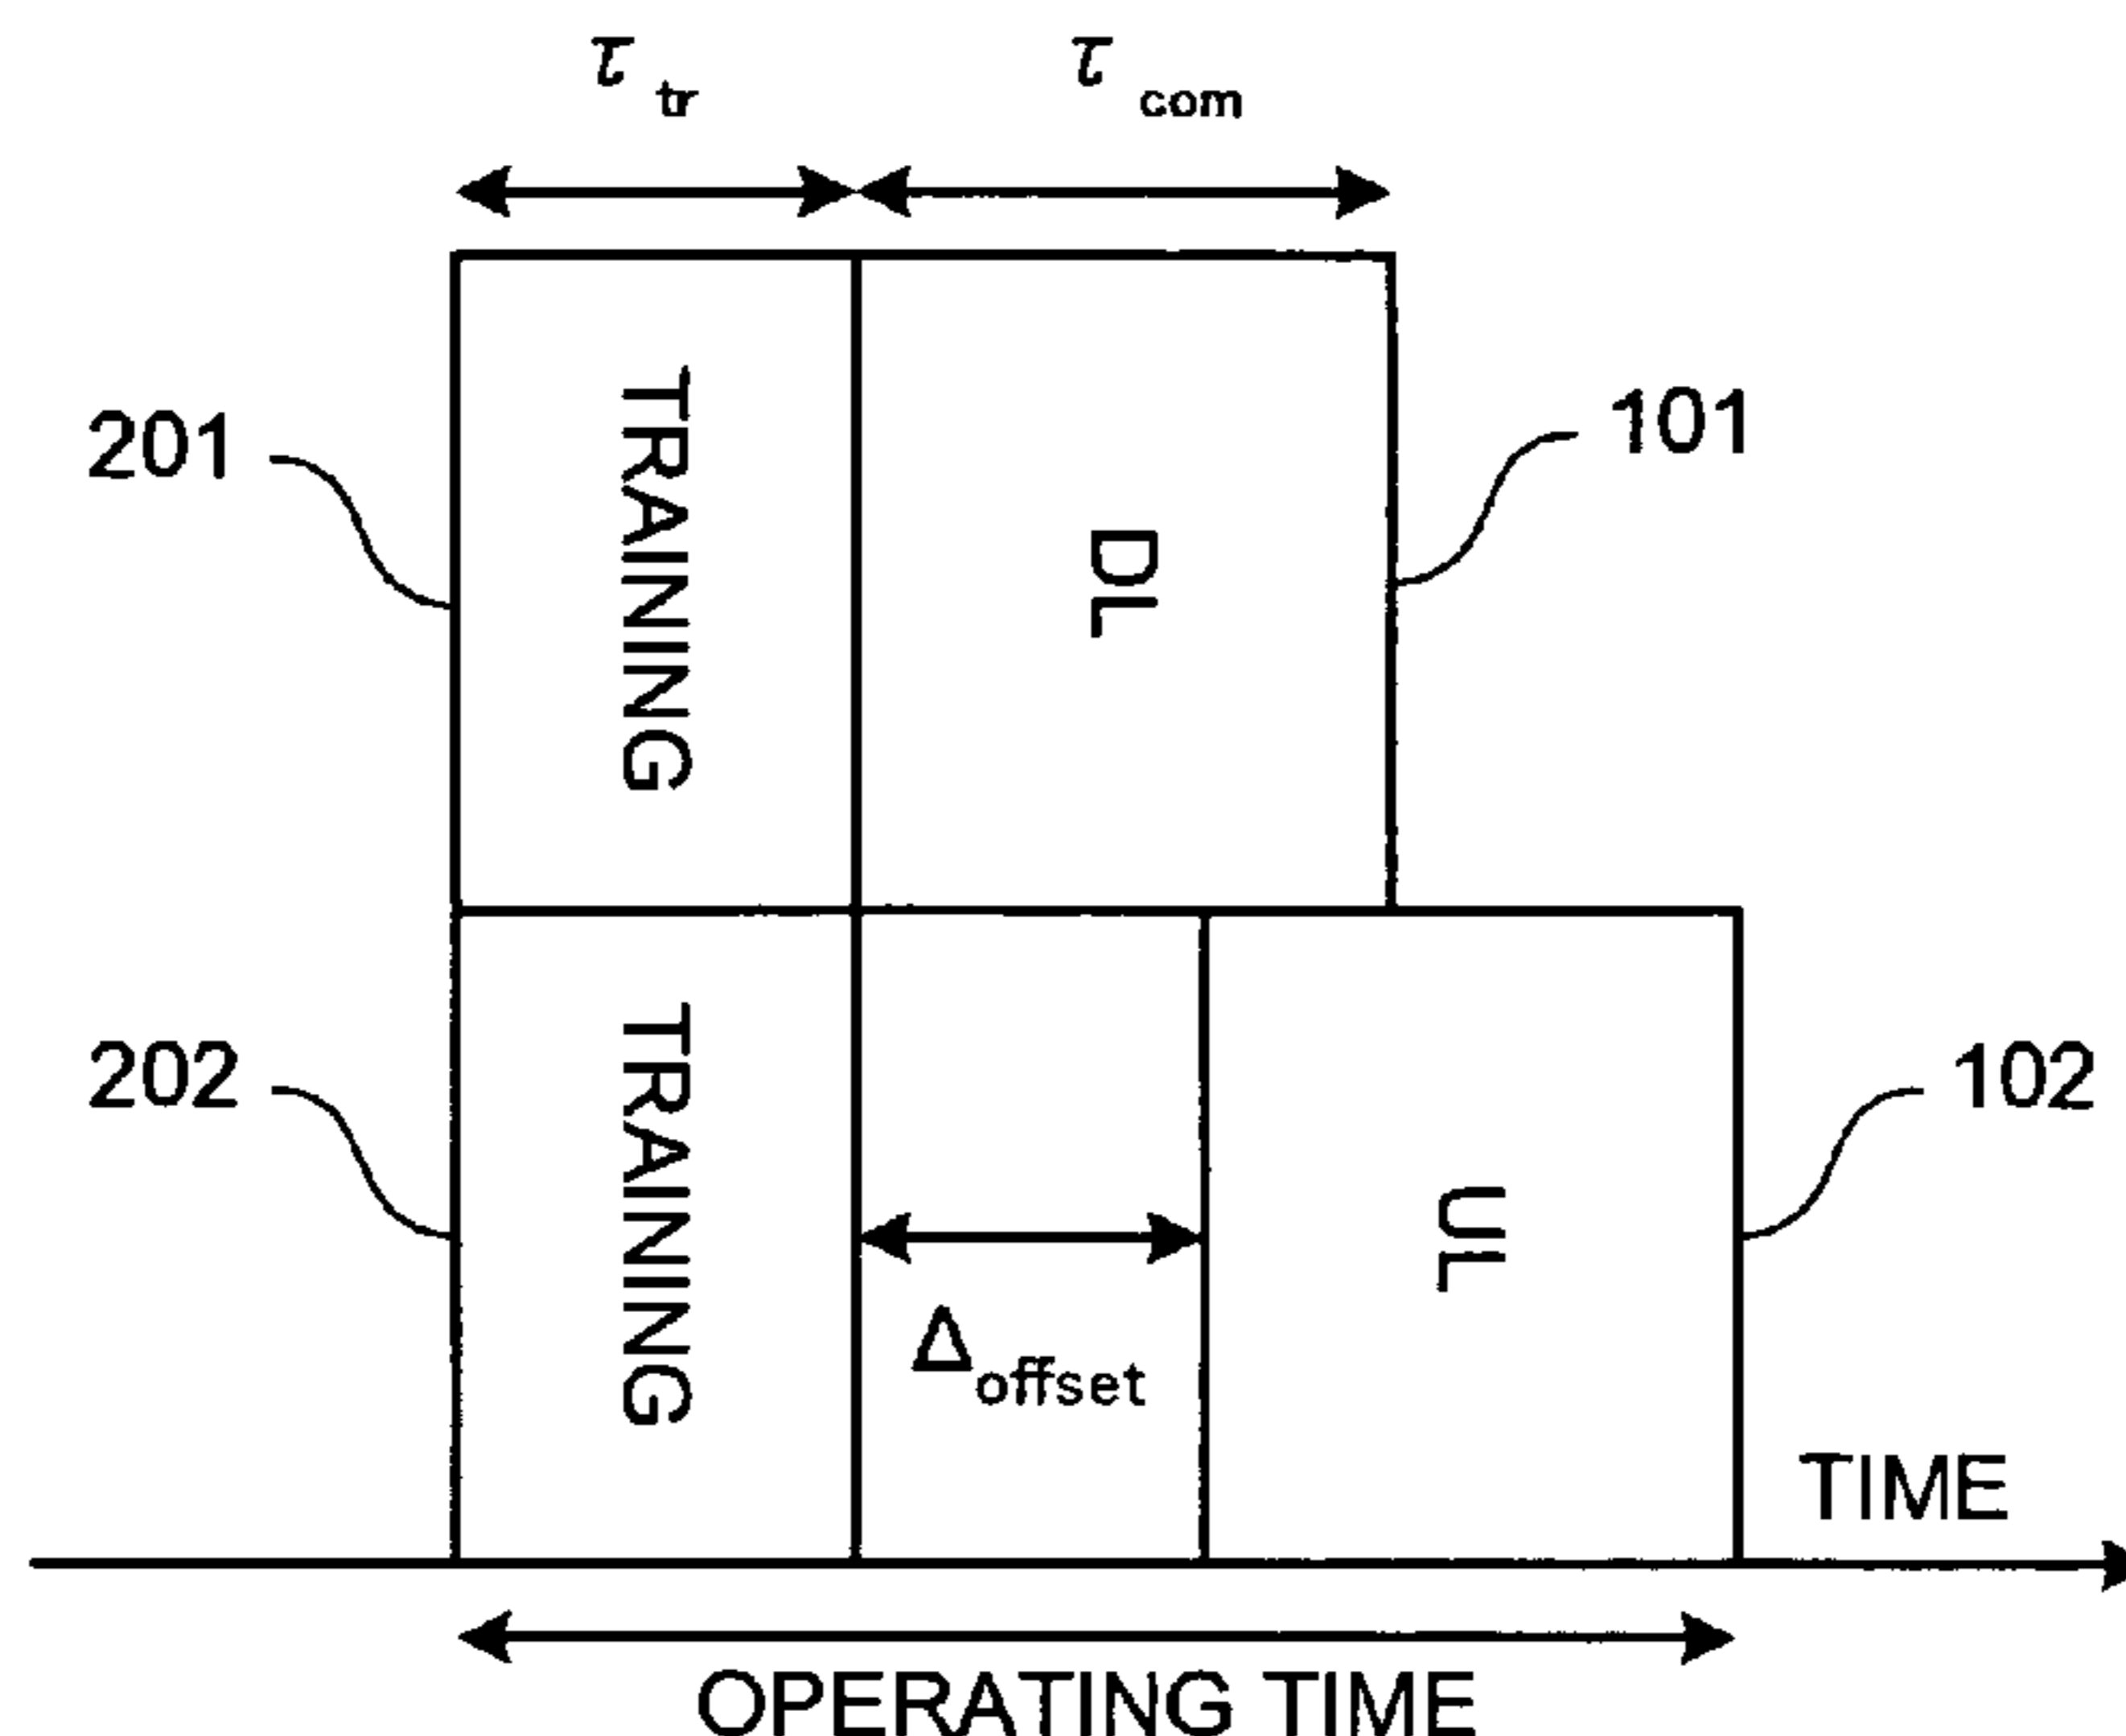 τ tr
τ com
201
TRAINING
DL
101
202
TRAINING
Δoffset
UL
102
TIME
OPERATING TIME